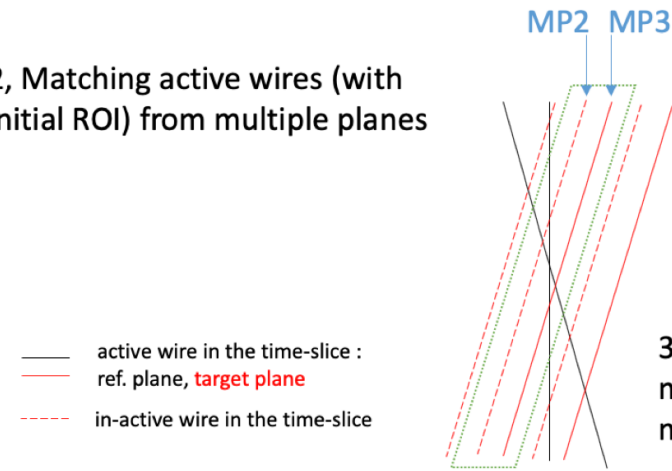 MP2 MP3
2, Matching active wires (with
nitial ROI) from multiple planes
active wire in the time-slice :
ref. plane, target plane
in-active wire in the time-slice
3